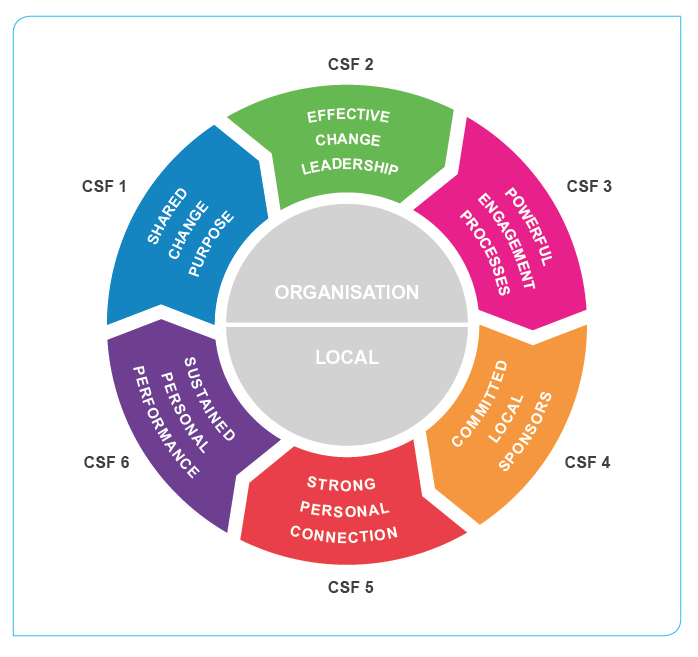 CSF 2
EFFECTIVE
CHANGE
LEADERSHIP
CSF 1
SHARED
CHANGE
PURPOSE
CSF 3
POWERFUL
ENGAGEMENT
PROCESSES
ORGANISATION
LOCAL
CSF 6
SUSTAINED
PERSONAL
PERFORMANCE
CSF 4
COMMITTED
LOCAL
SPONSORS
STRONG
PERSONAL
CONNECTION
CSF 5